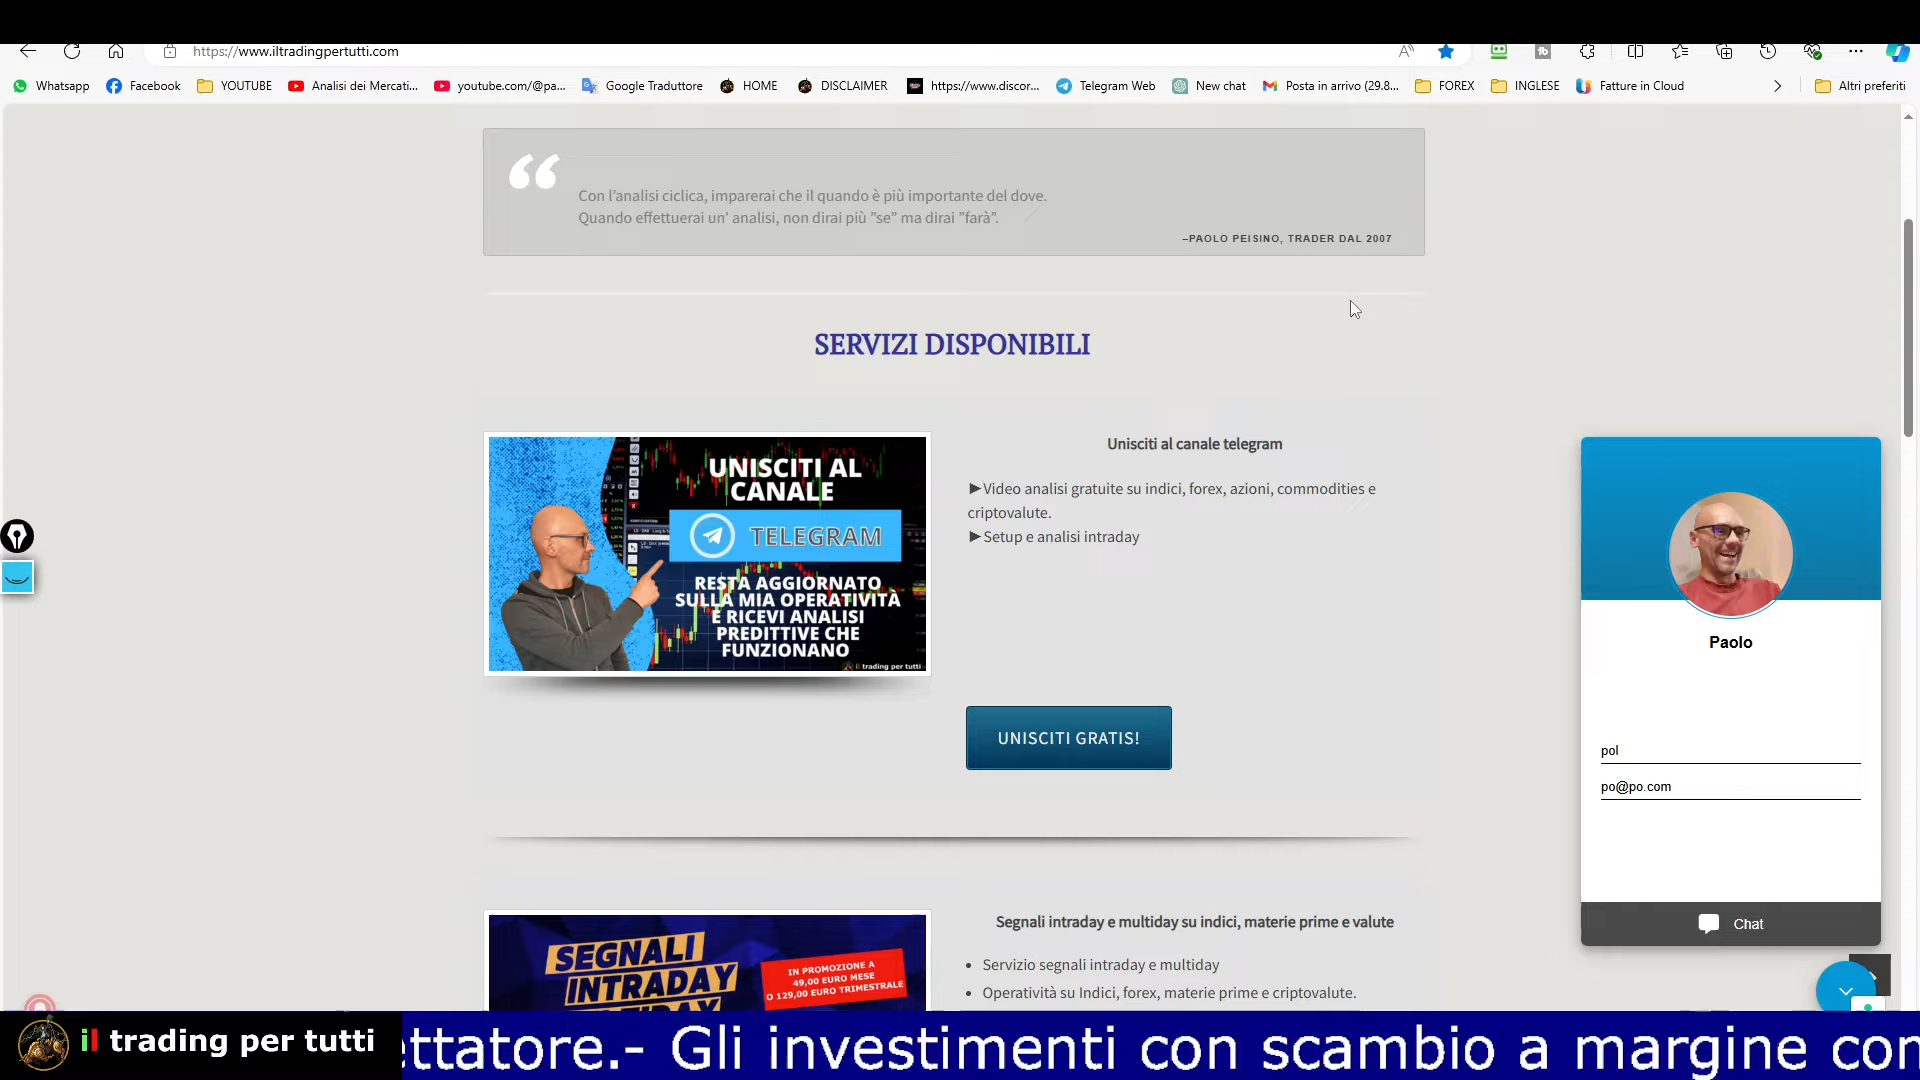 https://www.iltradingpertutti.com
Whatsapp
Facebook
YOUTUBE
Analisi dei Mercati...
youtube.com/@pa...
Google Traduttore
HOME
DISCLAIMER
https://www.discor...
Telegram Web
New chat
Posta in arrivo (29.8...
FOREX
INGLESE
Fatture in Cloud
Altri preferiti
Con l'analisi ciclica, imparerai che il quando è più importante del dove.
Quando effettuerai un' analisi, non dirai più ”se” ma dirai ”farà”.
–PAOLO PEISINO, TRADER DAL 2007
SERVIZI DISPONIBILI
UNISCITI AL
CANALE
TELEGRAM
RESTA AGGIORNATO
SULLA MIA OPERATIVITÀ
E RICEVI ANALISI
PREDITTIVE CHE
FUNZIONANO
il trading per tutti
Unisciti al canale telegram
►Video analisi gratuite su indici, forex, azioni, commodities e
criptovalute.
►Setup e analisi intraday
UNISCITI GRATIS!
Paolo
pol
po@po.com
Chat
SEGNALI
INTRADAY
IN PROMOZIONE A
49,00 EURO MESE
O 129,00 EURO TRIMESTRALE
Segnali intraday e multiday su indici, materie prime e valute
• Servizio segnali intraday e multiday
• Operatività su Indici, forex, materie prime e criptovalute.
il trading per tutti
ettatore.- Gli investimenti con scambio a margine con